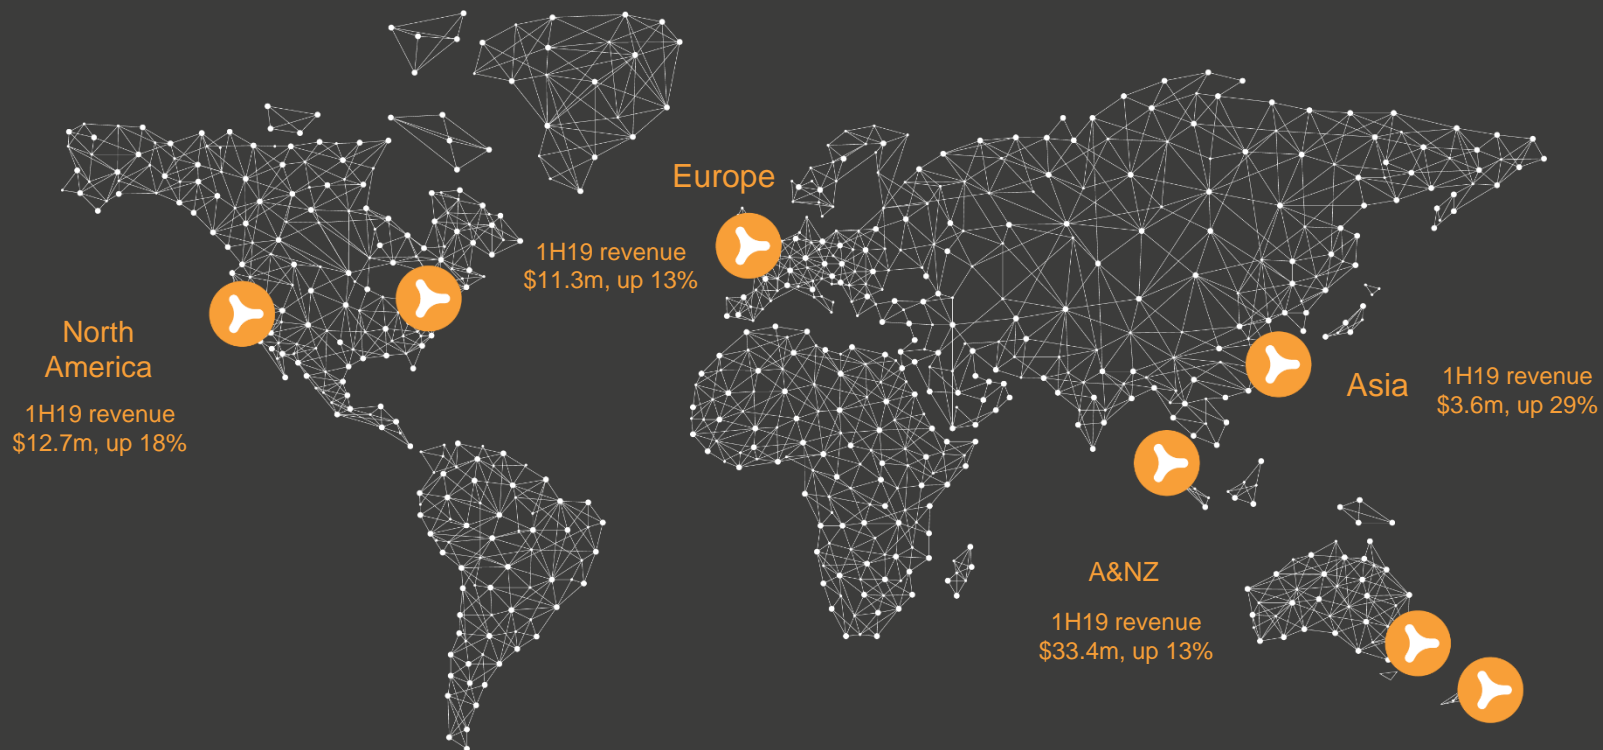 Europe
1H19 revenue
$11.3m, up 13%
North
America
1H19 revenue
$12.7m, up 18%
Asia
1H19 revenue
$3.6m, up 29%
A&NZ
1H19 revenue
$33.4m, up 13%